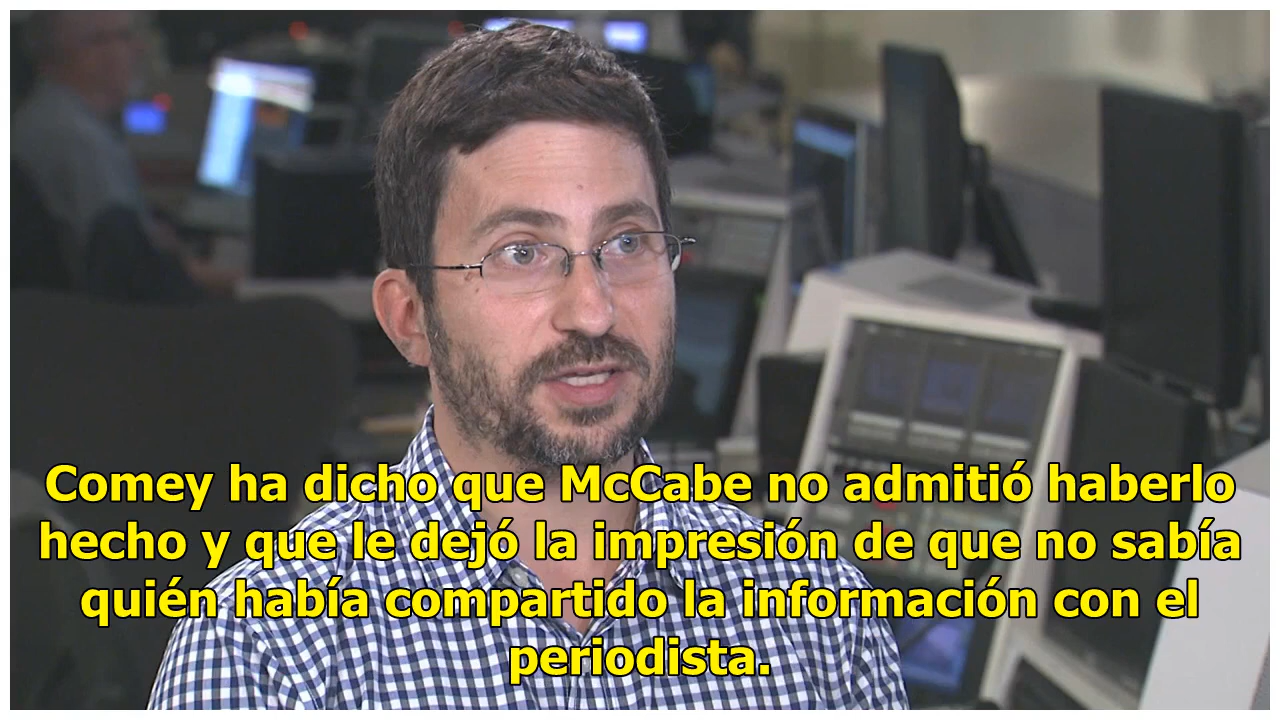 Comey ha dicho que McCabe no admitió haberlo
hecho y que le dejó la impresión de que no sabía
quién había compartido la información con el
periodista.